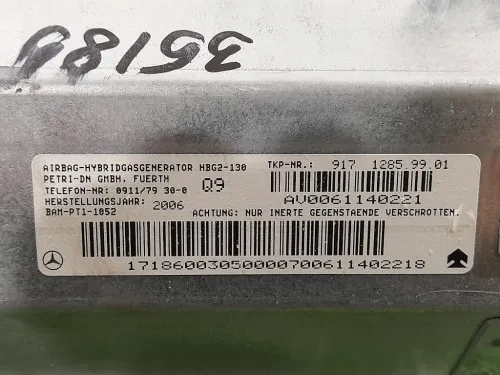 35189
AIRBAG-HYBRIDGASGENERATOR HBG2-130
PETRI-DN GMBH. FUERTH
TELEFON-NR: 0911/79 30-0 Q9
HERSTELLUNGSJAHR: 2006
BAM-PT1-1052
TKP-NR.: 917 1285.99.01
AV0061140221
ACHTUNG: NUR INERTE GEGENSTAENDE VERSCHROTTEN.
17186003050000700611402218